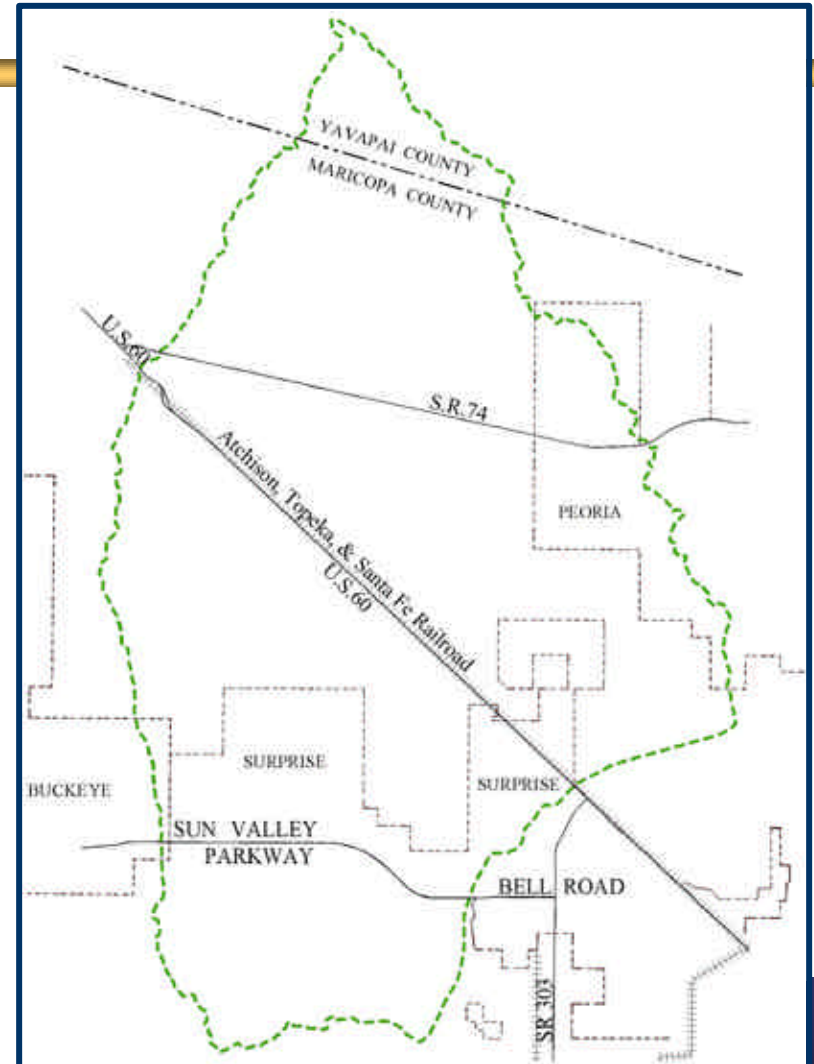 YAVAPAI COUNTY
MARICOPA COUNTY
U.S.60
S.R.74
Atchison, Topeka, & Santa Fe Railroad
U.S.60
PEORIA
SURPRISE
SURPRISE
BUCKEYE
SUN VALLEY
PARKWAY
BELL ROAD
SR 303